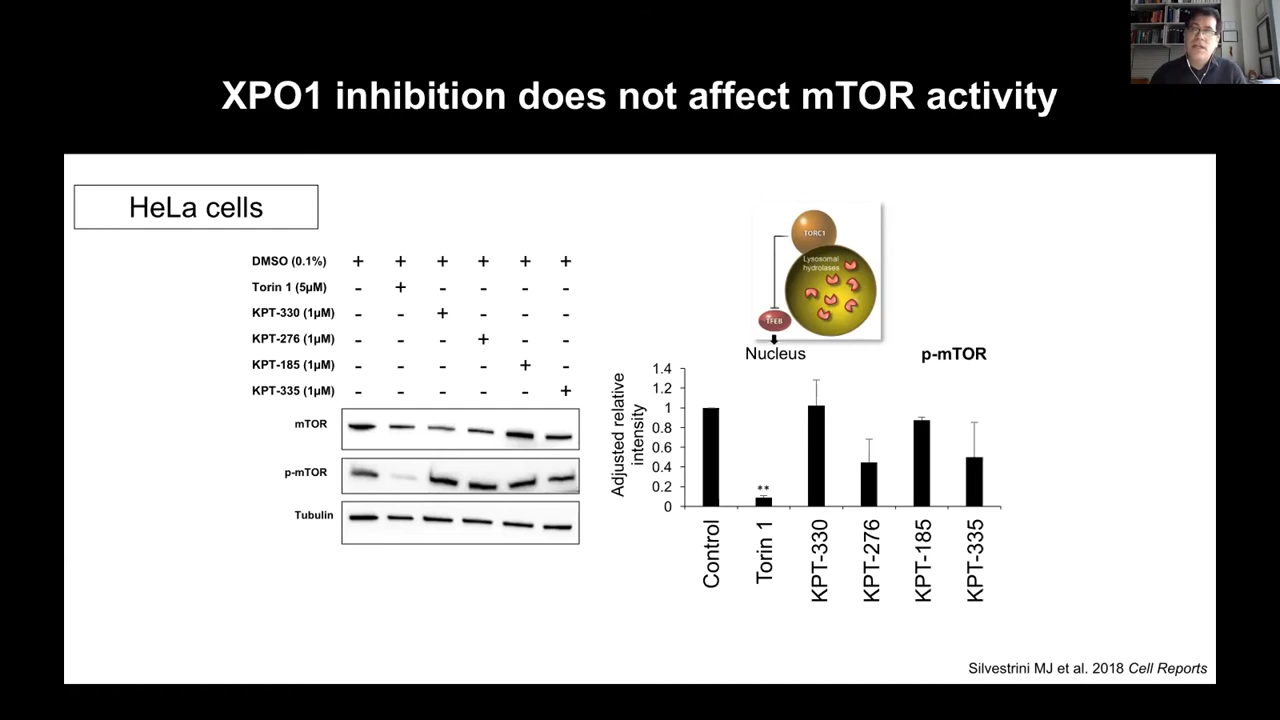 XPO1 inhibition does not affect mTOR activity
HeLa cells
DMSO (0.1%) + + + + + +
Torin 1 (5µM) - + - - - -
KPT-330 (1µM) - - + - - -
KPT-276 (1µM) - - - + - -
KPT-185 (1µM) - - - - + -
KPT-335 (1µM) - - - - - +
mTOR
p-mTOR
Tubulin
TORC1
Lysosomal
hydrolases
TFEB
Nucleus
p-mTOR
Adjusted relative
intensity
1.4
1.2
1
0.8
0.6
0.4
0.2
0
**
Control
Torin 1
KPT-330
KPT-276
KPT-185
KPT-335
Silvestrini MJ et al. 2018 Cell Reports